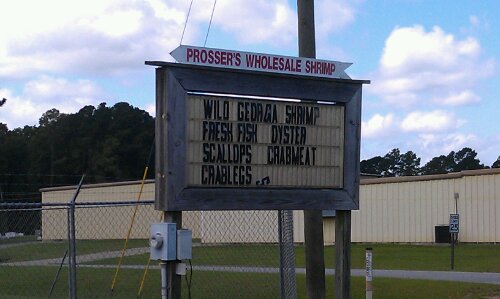 PROSSER'S WHOLESALE SHRIMP
WILD GEORGIA SHRIMP
FRESH FISH OYSTER
SCALLOPS CRABMEAT
CRABLEGS